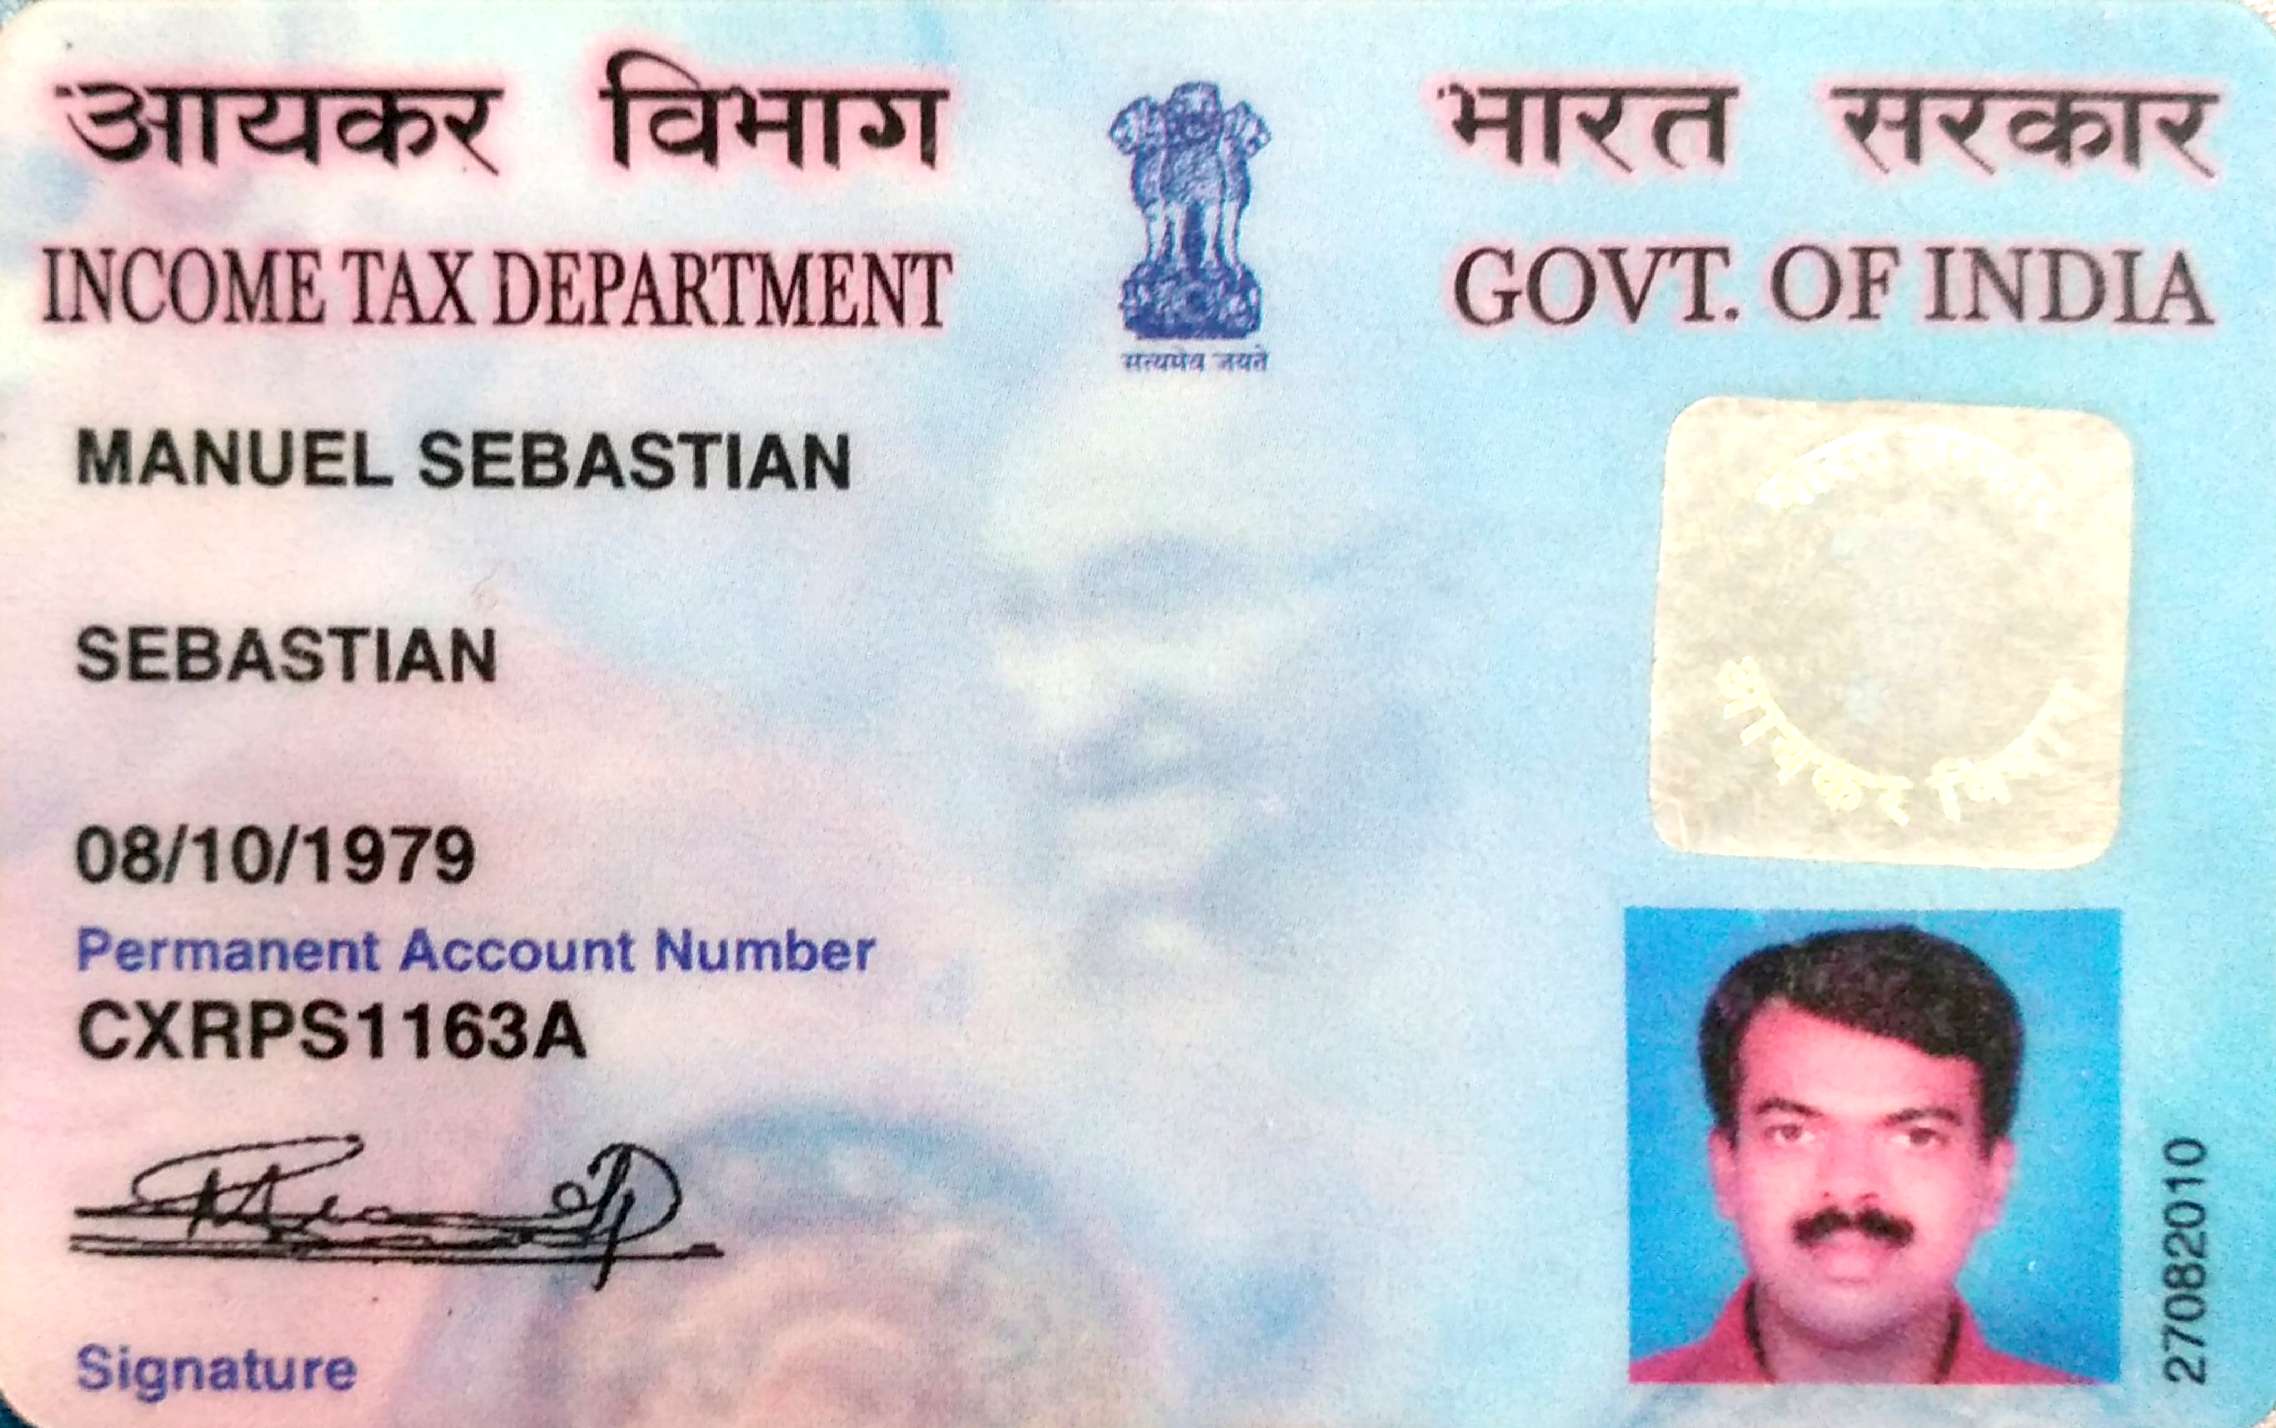 आयकर विभाग
भारत सरकार
INCOME TAX DEPARTMENT
GOVT. OF INDIA
सत्यमेव जयते
MANUEL SEBASTIAN
SEBASTIAN
08/10/1979
Permanent Account Number
CXRPS1163A
Signature
आयकर विभाग
27082010